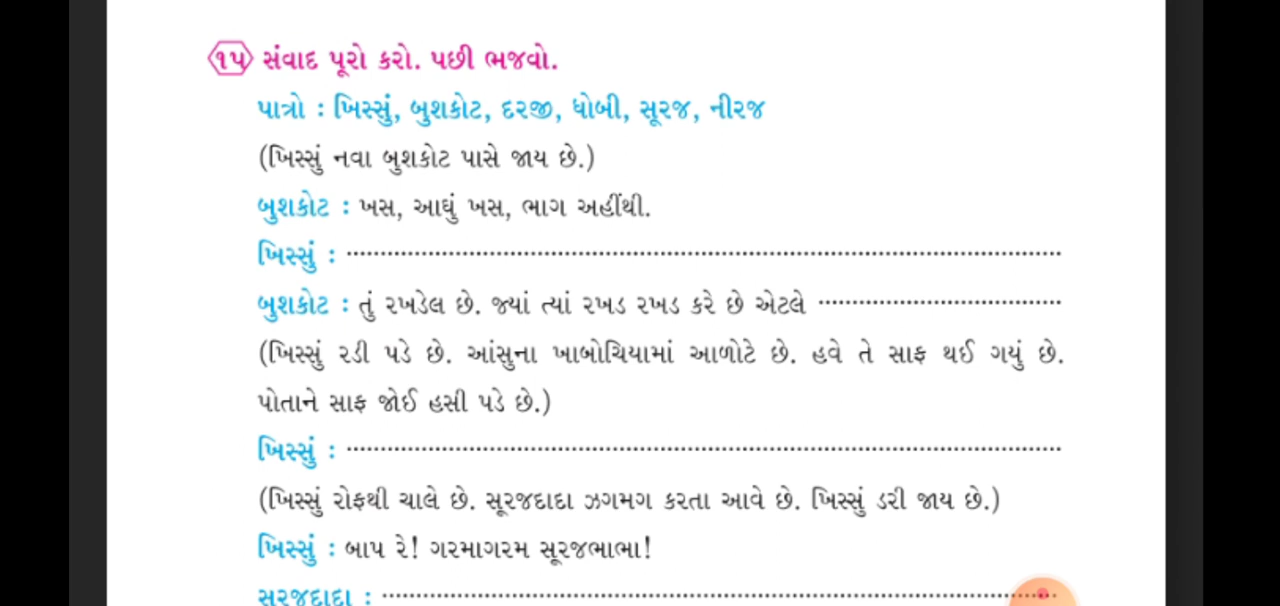 ૧૫ સંવાદ પૂરો કરો. પછી ભજવો.
પાત્રો : ખિસ્સું, બુશકોટ, દરજી, ધોબી, સૂરજ, નીરજ
(ખિસ્સું નવા બુશકોટ પાસે જાય છે.)
બુશકોટ : ખસ, આઘું ખસ, ભાગ અહીંથી.
ખિસ્સું : ........................................................................................................
બુશકોટ : તું રખડેલ છે. જ્યાં ત્યાં રખડ રખડ કરે છે એટલે ...................................
(ખિસ્સું રડી પડે છે. આંસુના ખાબોચિયામાં આળોટે છે. હવે તે સાફ થઈ ગયું છે.
પોતાને સાફ જોઈ હસી પડે છે.)
ખિસ્સું : ........................................................................................................
(ખિસ્સું રોફથી ચાલે છે. સૂરજદાદા ઝગમગ કરતા આવે છે. ખિસ્સું ડરી જાય છે.)
ખિસ્સું : બાપ રે! ગરમાગરમ સૂરજભાભા!
સૂરજદાદા : ...................................................................................................